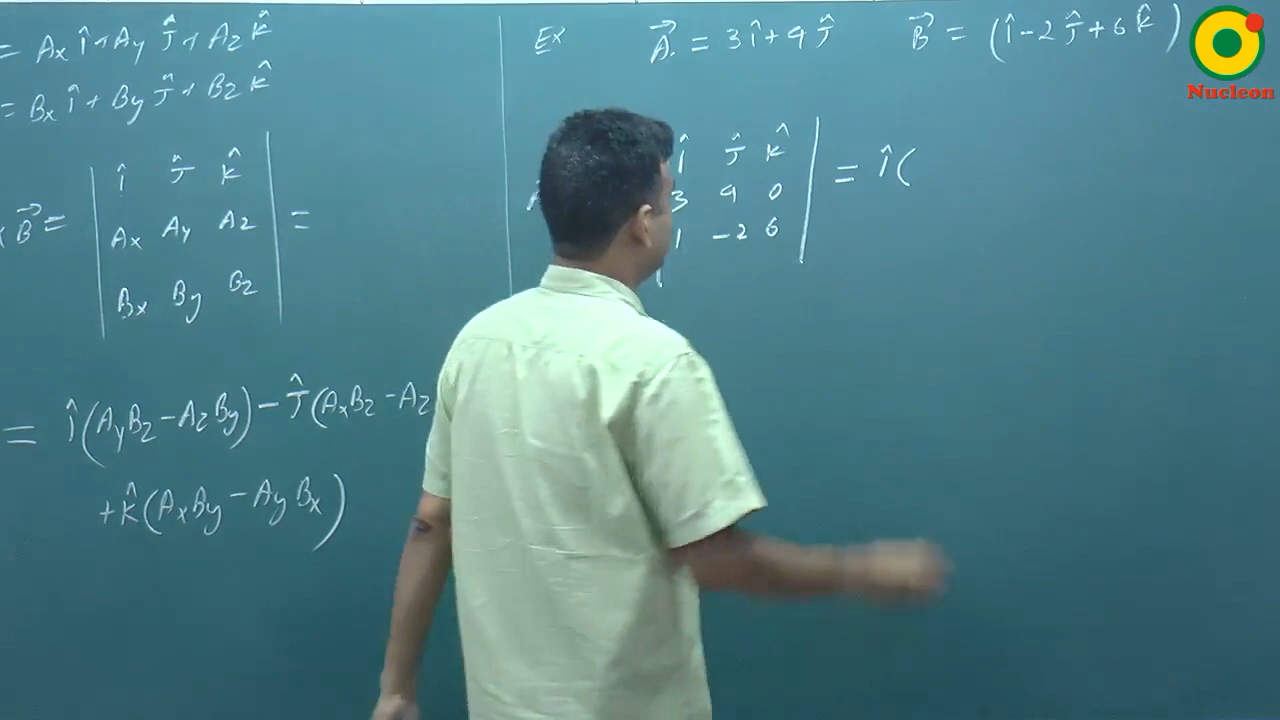 = Ax î + Ay ĵ + Az k̂
= Bx î + By ĵ + Bz k̂
B⃗ =
î ĵ k̂
Ax Ay Az
=
Bx By Bz
= î(AyBz - AzBy) - ĵ(AxBz - Az
+ k̂(AxBy - AyBx)
Ex A⃗ = 3î + 9ĵ B⃗ = (î - 2ĵ + 6k̂)
î ĵ k̂
3 9 0
1 -2 6
= î(
Nucleon